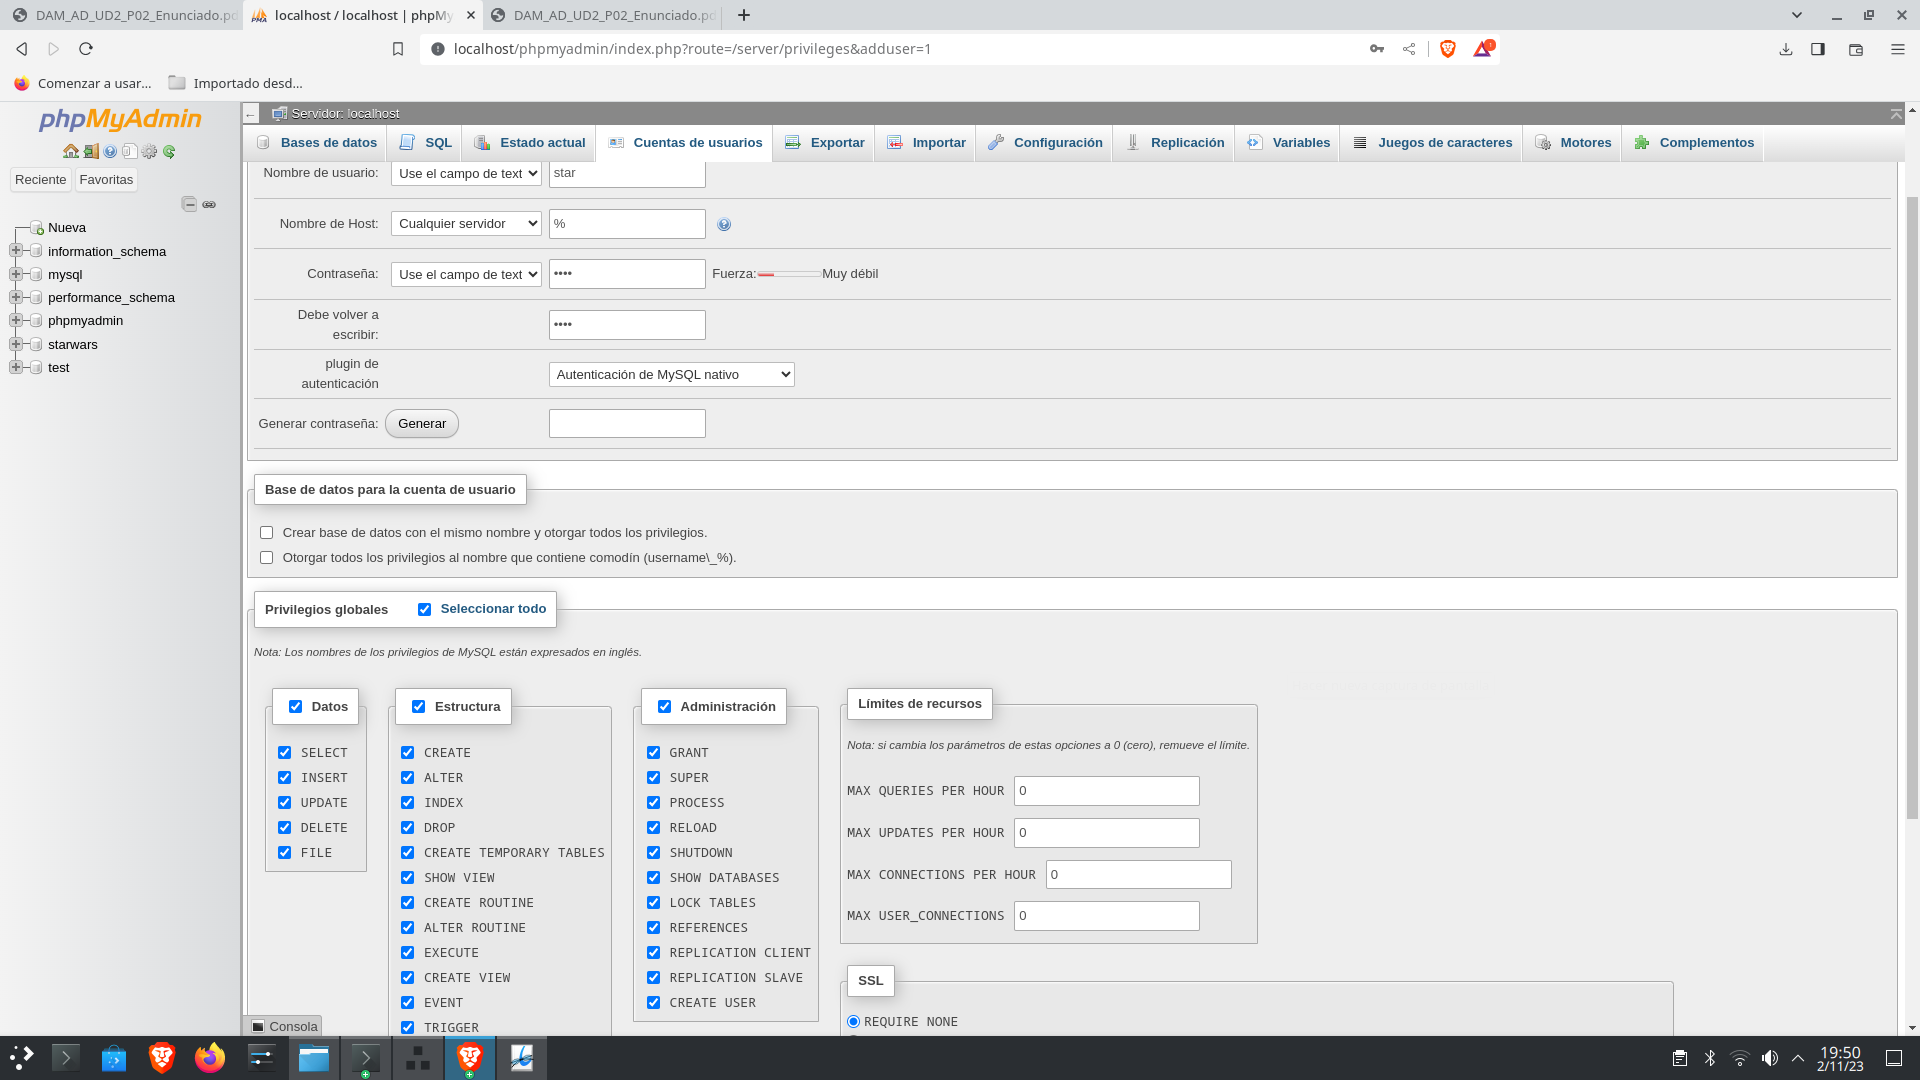 DAM_AD_UD2_P02_Enunciado.pd
localhost / localhost | phpMy
DAM_AD_UD2_P02_Enunciado.pd
localhost/phpmyadmin/index.php?route=/server/privileges&adduser=1
Comenzar a usar...
Importado desd...
phpMyAdmin
Reciente
Favoritas
Nueva
information_schema
mysql
performance_schema
phpmyadmin
starwars
test
Servidor: localhost
Bases de datos
SQL
Estado actual
Cuentas de usuarios
Exportar
Importar
Configuración
Replicación
Variables
Juegos de caracteres
Motores
Complementos
Nombre de usuario: Use el campo de text star
Nombre de Host: Cualquier servidor %
Contraseña: Use el campo de text •••• Fuerza: Muy débil
Debe volver a
escribir: ••••
plugin de
autenticación Autenticación de MySQL nativo
Generar contraseña: Generar
Base de datos para la cuenta de usuario
Crear base de datos con el mismo nombre y otorgar todos los privilegios.
Otorgar todos los privilegios al nombre que contiene comodín (username\_%).
Privilegios globales Seleccionar todo
Nota: Los nombres de los privilegios de MySQL están expresados en inglés.
Datos
SELECT
INSERT
UPDATE
DELETE
FILE
Estructura
CREATE
ALTER
INDEX
DROP
CREATE TEMPORARY TABLES
SHOW VIEW
CREATE ROUTINE
ALTER ROUTINE
EXECUTE
CREATE VIEW
EVENT
TRIGGER
Administración
GRANT
SUPER
PROCESS
RELOAD
SHUTDOWN
SHOW DATABASES
LOCK TABLES
REFERENCES
REPLICATION CLIENT
REPLICATION SLAVE
CREATE USER
Límites de recursos
Nota: si cambia los parámetros de estas opciones a 0 (cero), remueve el límite.
MAX QUERIES PER HOUR 0
MAX UPDATES PER HOUR 0
MAX CONNECTIONS PER HOUR 0
MAX USER_CONNECTIONS 0
SSL
REQUIRE NONE
Consola
19:50
2/11/23